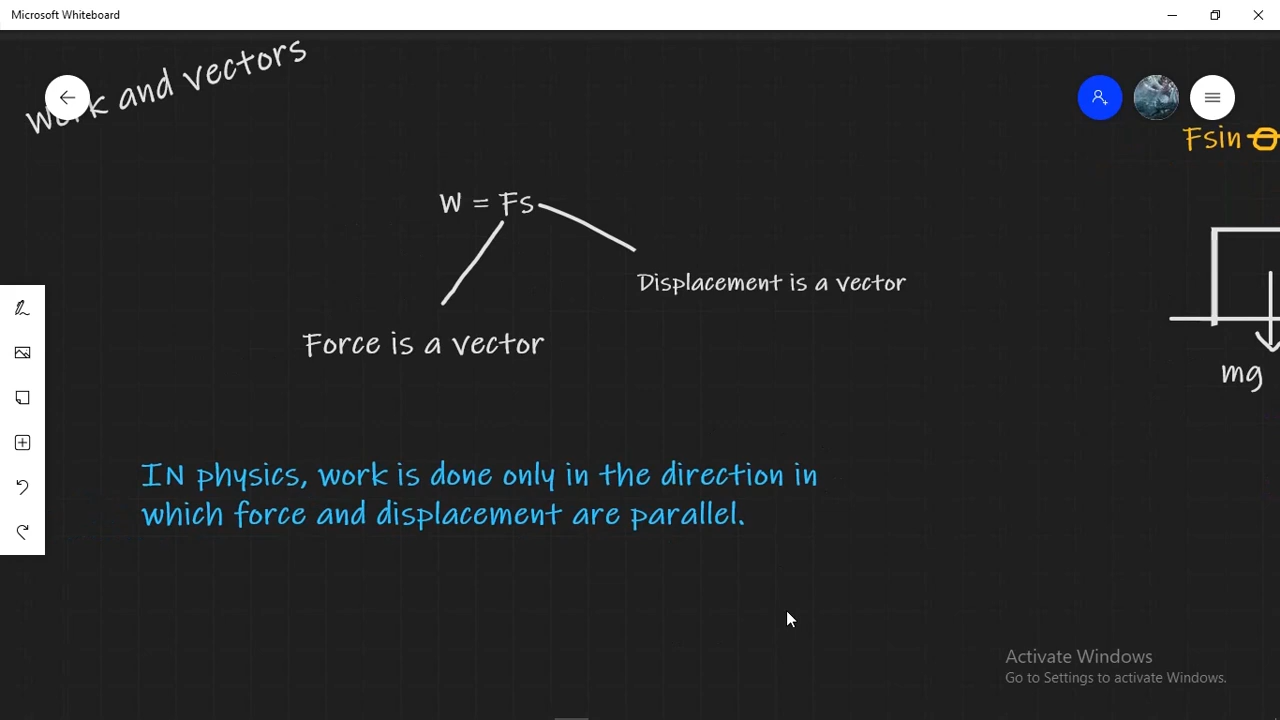 Microsoft Whiteboard
Work and vectors
Fsin Θ
W = Fs
Displacement is a vector
Force is a vector
mg
IN physics, work is done only in the direction in
which force and displacement are parallel.
Activate Windows
Go to Settings to activate Windows.